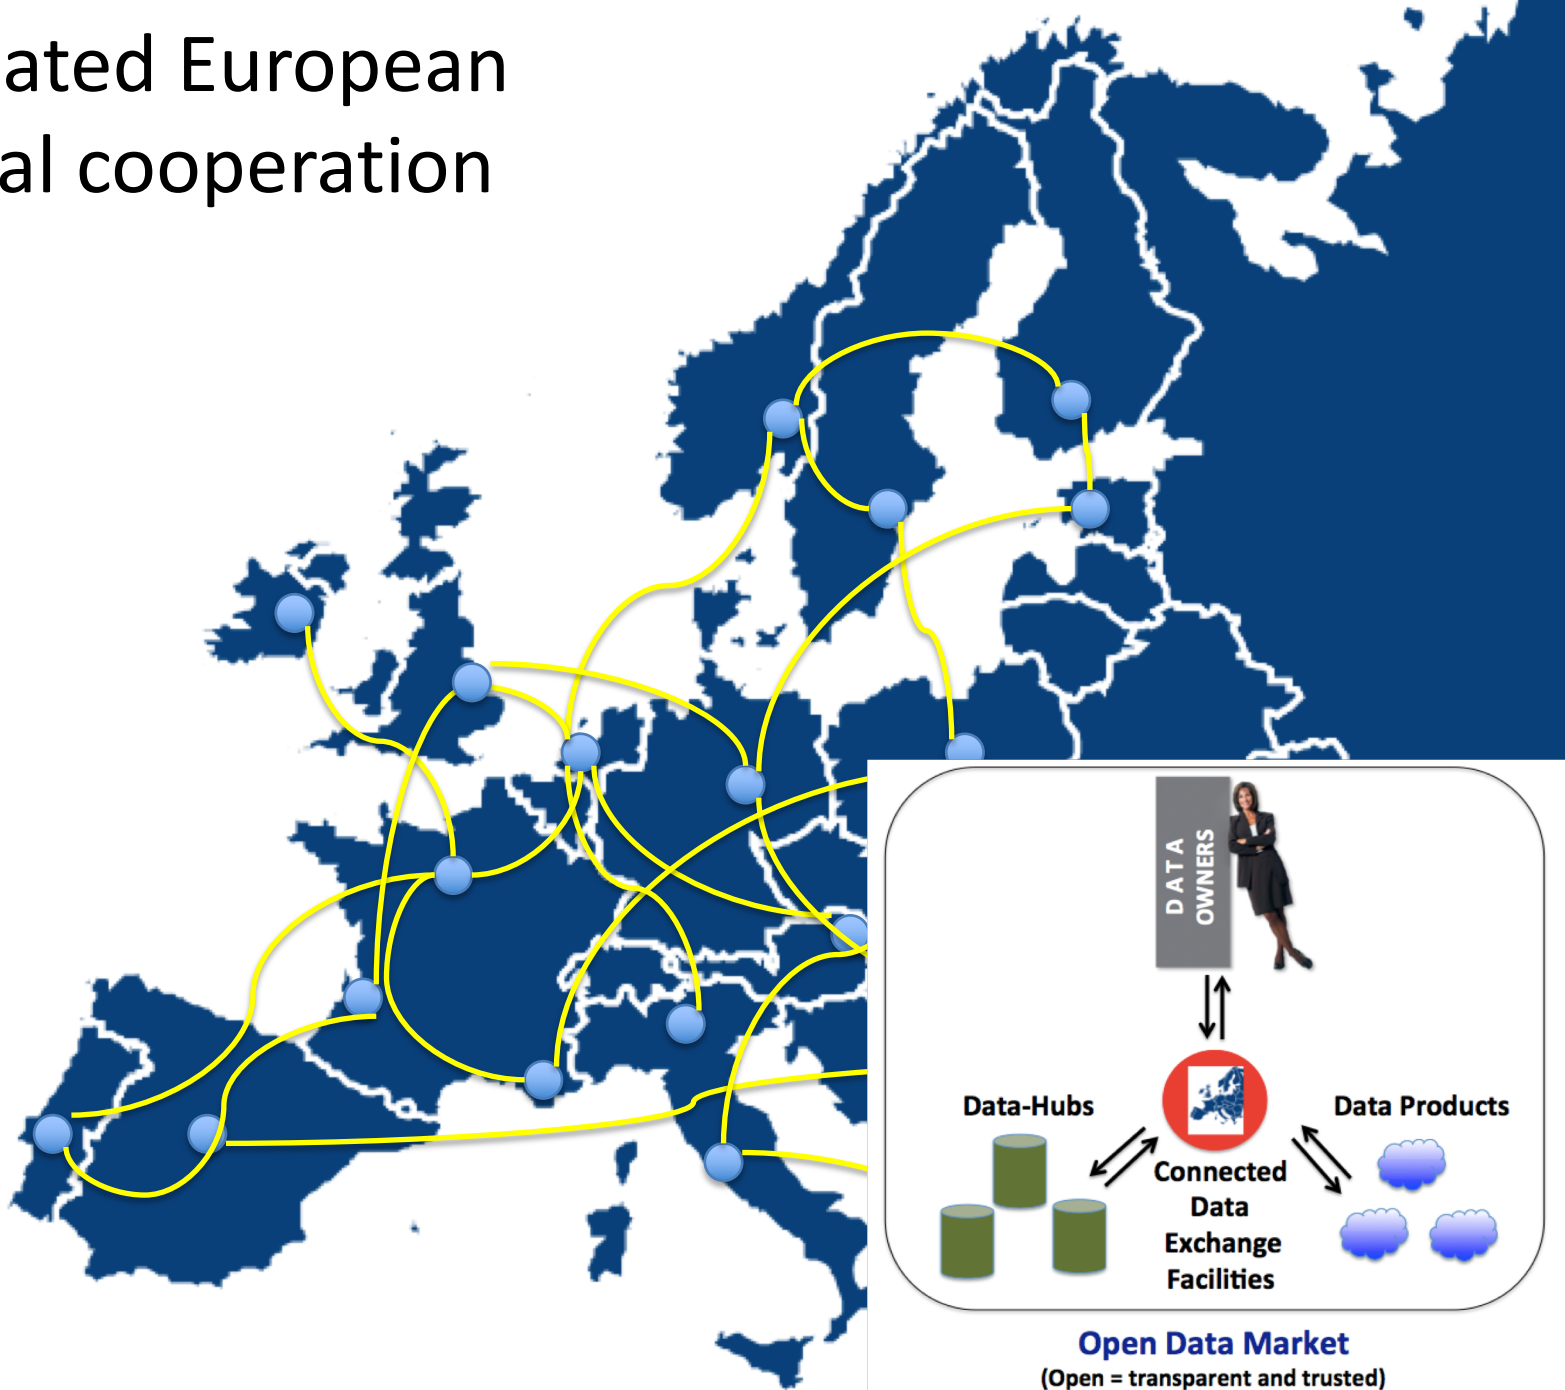 ated European
al cooperation
DATA
OWNERS
Data-Hubs
Data Products
Connected
Data
Exchange
Facilities
Open Data Market
(Open = transparent and trusted)